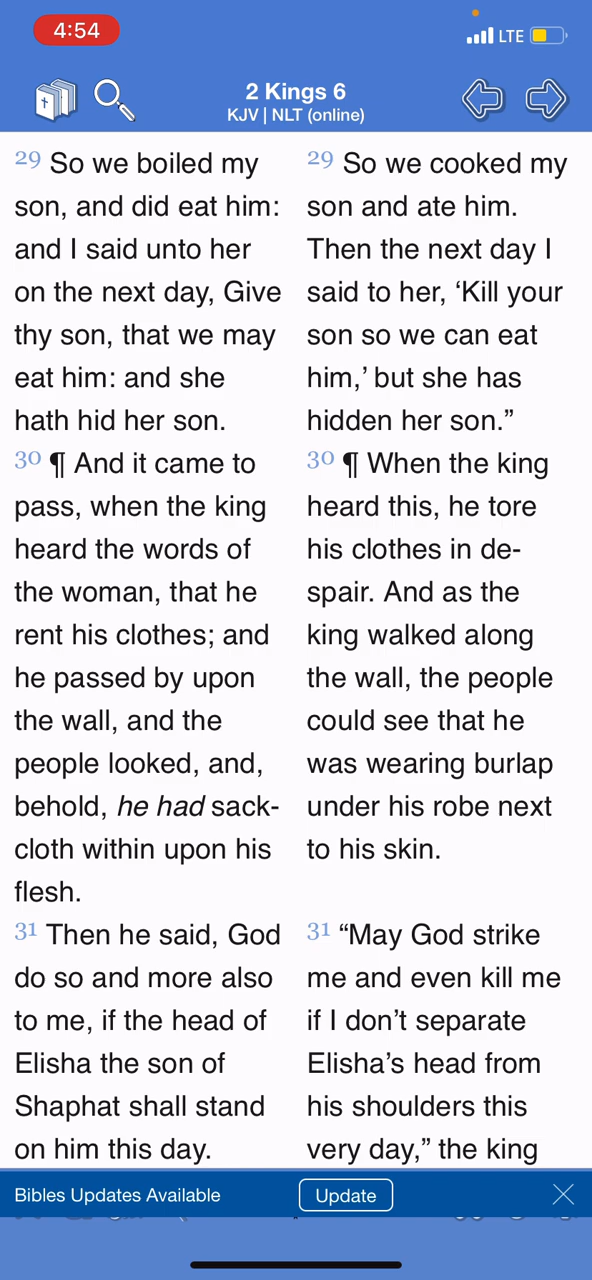 4:54
LTE
2 Kings 6
KJV | NLT (online)
29 So we boiled my
son, and did eat him:
and I said unto her
on the next day, Give
thy son, that we may
eat him: and she
hath hid her son.
30 ¶ And it came to
pass, when the king
heard the words of
the woman, that he
rent his clothes; and
he passed by upon
the wall, and the
people looked, and,
behold, he had sack-
cloth within upon his
flesh.
31 Then he said, God
do so and more also
to me, if the head of
Elisha the son of
Shaphat shall stand
on him this day.
29 So we cooked my
son and ate him.
Then the next day I
said to her, ‘Kill your
son so we can eat
him,’ but she has
hidden her son.”
30 ¶ When the king
heard this, he tore
his clothes in de-
spair. And as the
king walked along
the wall, the people
could see that he
was wearing burlap
under his robe next
to his skin.
31 “May God strike
me and even kill me
if I don’t separate
Elisha’s head from
his shoulders this
very day,” the king
Bibles Updates Available
Update